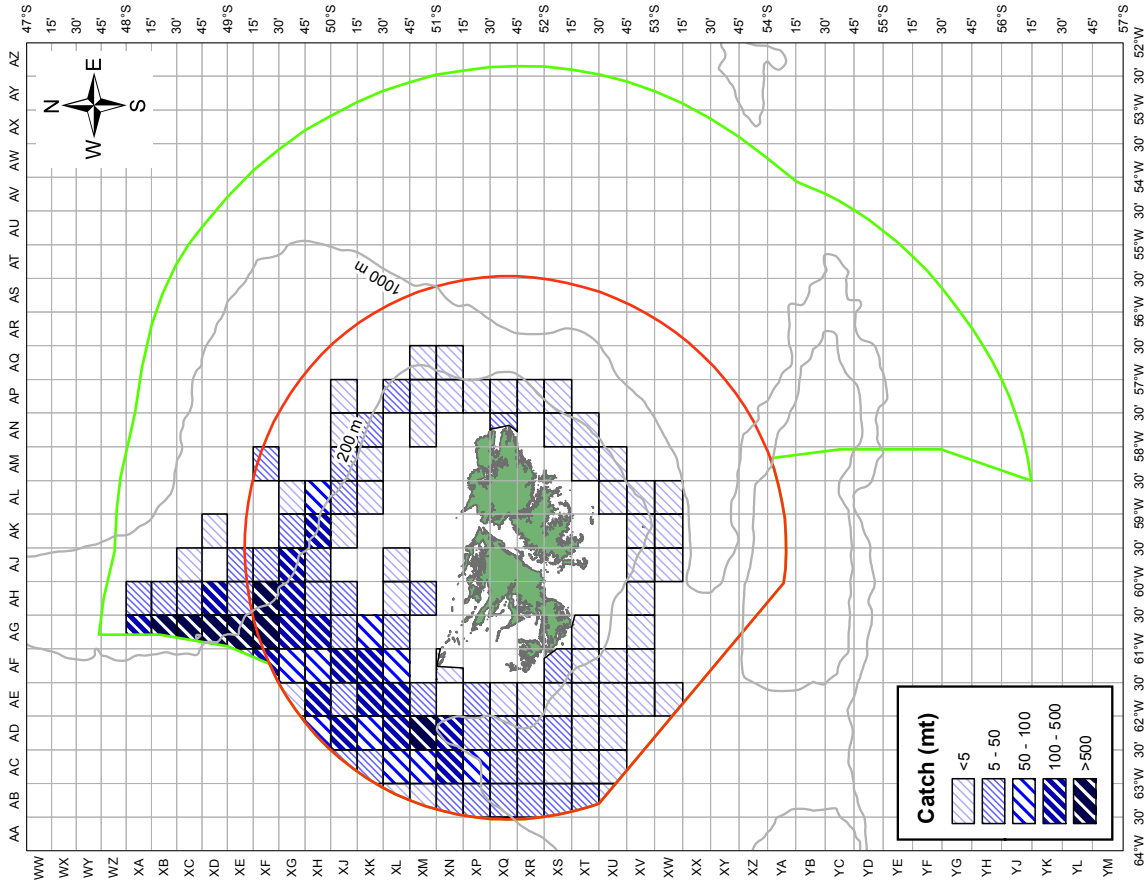 AA AB AC AD AE AF AG AH AJ AK AL AM AN AP AQ AR AS AT AU AV AW AX AY AZ
WW
WX
WY
WZ
XA
XB
XC
XD
XE
XF
XG
XH
XJ
XK
XL
XM
XN
XP
XQ
XR
XS
XT
XU
XV
XW
XX
XY
XZ
YA
YB
YC
YD
YE
YF
YG
YH
YJ
YK
YL
YM
N
W E
S
1000 m
200 m
Catch (mt)
<5
5 - 50
50 - 100
100 - 500
>500
47°S
15'
30'
45'
48°S
15'
30'
45'
49°S
15'
30'
45'
50°S
15'
30'
45'
51°S
15'
30'
45'
52°S
15'
30'
45'
53°S
15'
30'
45'
54°S
15'
30'
45'
55°S
15'
30'
45'
56°S
15'
30'
45'
57°S
64°W 30' 63°W 30' 62°W 30' 61°W 30' 60°W 30' 59°W 30' 58°W 30' 57°W 30' 56°W 30' 55°W 30' 54°W 30' 53°W 30' 52°W